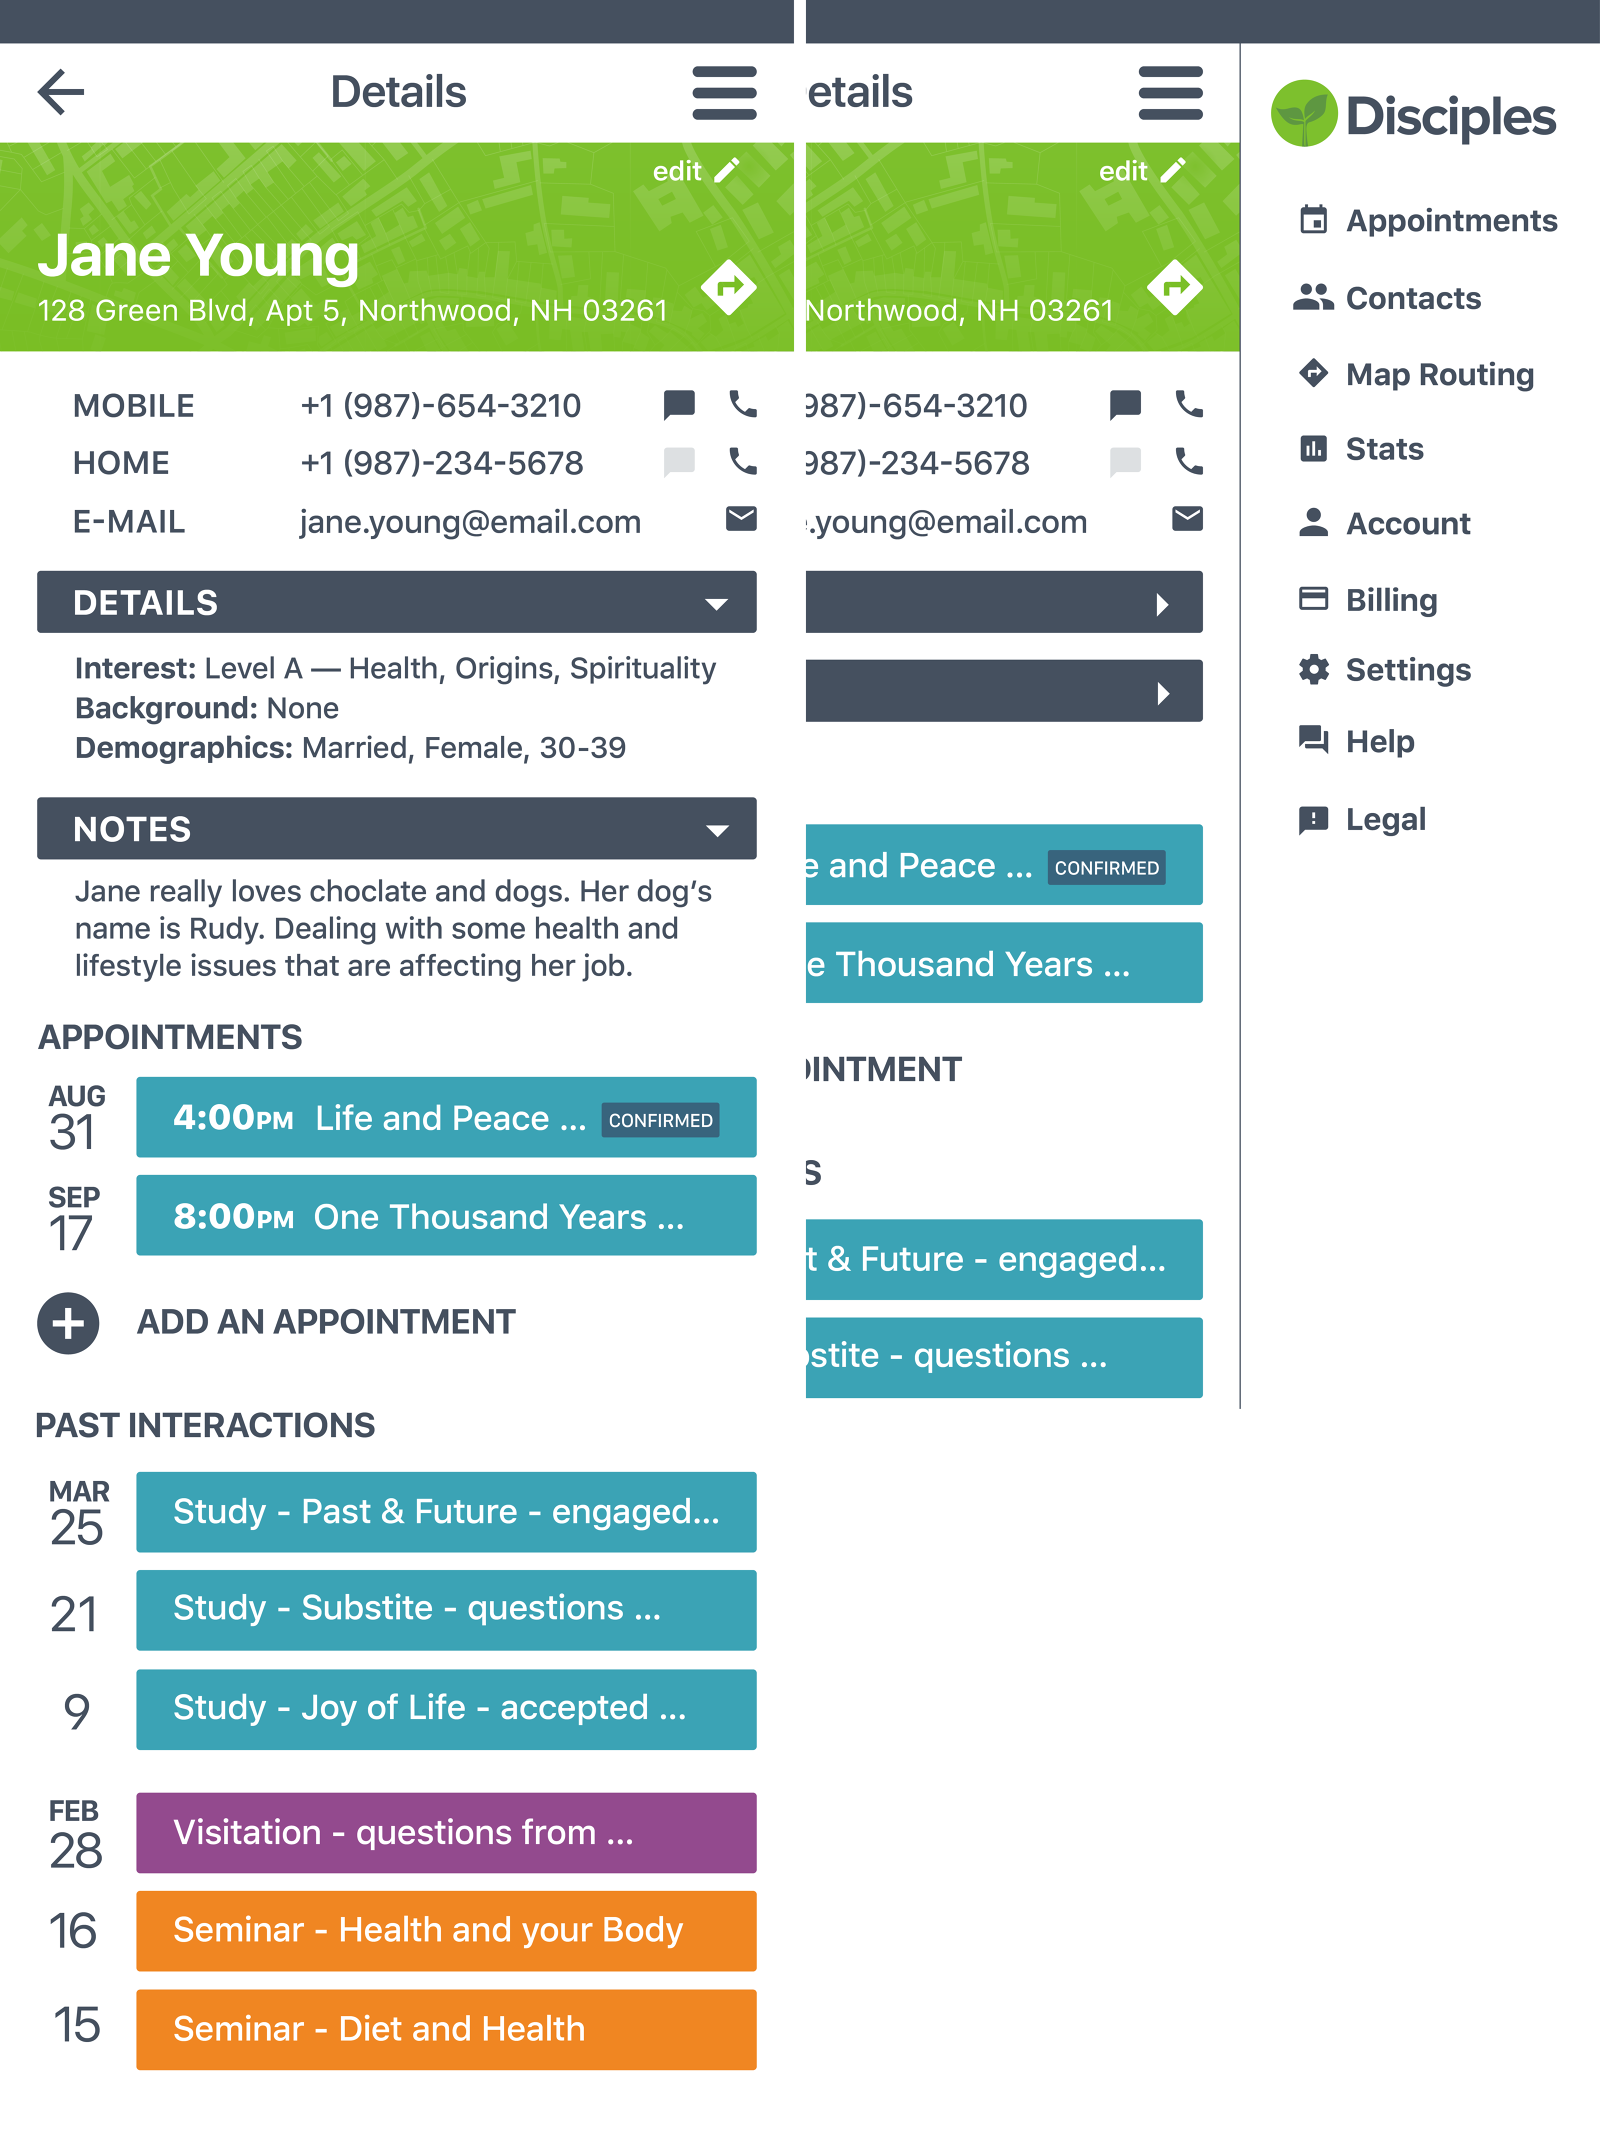 Details
edit
Jane Young
128 Green Blvd, Apt 5, Northwood, NH 03261
MOBILE +1 (987)-654-3210
HOME +1 (987)-234-5678
E-MAIL jane.young@email.com
DETAILS
Interest: Level A — Health, Origins, Spirituality
Background: None
Demographics: Married, Female, 30-39
NOTES
Jane really loves choclate and dogs. Her dog’s
name is Rudy. Dealing with some health and
lifestyle issues that are affecting her job.
APPOINTMENTS
AUG
31
4:00PM Life and Peace ... CONFIRMED
SEP
17
8:00PM One Thousand Years ...
ADD AN APPOINTMENT
PAST INTERACTIONS
MAR
25
Study - Past & Future - engaged...
21
Study - Substite - questions ...
9
Study - Joy of Life - accepted ...
FEB
28
Visitation - questions from ...
16
Seminar - Health and your Body
15
Seminar - Diet and Health
etails
edit
Northwood, NH 03261
987)-654-3210
987)-234-5678
.young@email.com
e and Peace ... CONFIRMED
e Thousand Years ...
OINTMENT
S
t & Future - engaged...
ostite - questions ...
Disciples
Appointments
Contacts
Map Routing
Stats
Account
Billing
Settings
Help
Legal